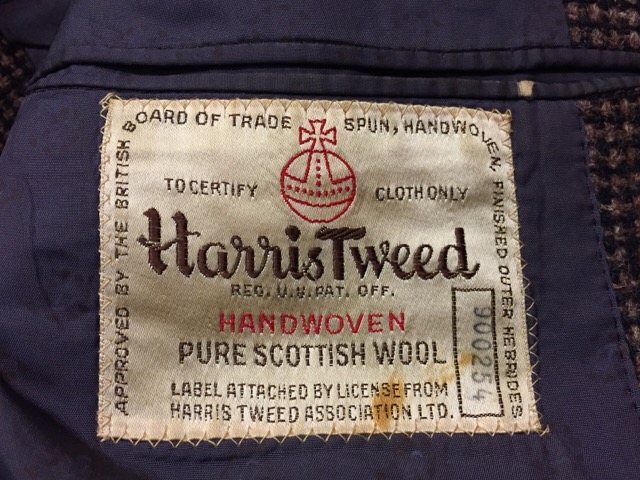 APPROVED BY THE BRITISH BOARD OF TRADE
SPUN, HANDWOVEN, FINISHED OUTER HEBRIDES
TO CERTIFY CLOTH ONLY
Harris Tweed
REG. U.S. PAT. OFF.
HANDWOVEN
PURE SCOTTISH WOOL
LABEL ATTACHED BY LICENSE FROM
HARRIS TWEED ASSOCIATION LTD.
900254